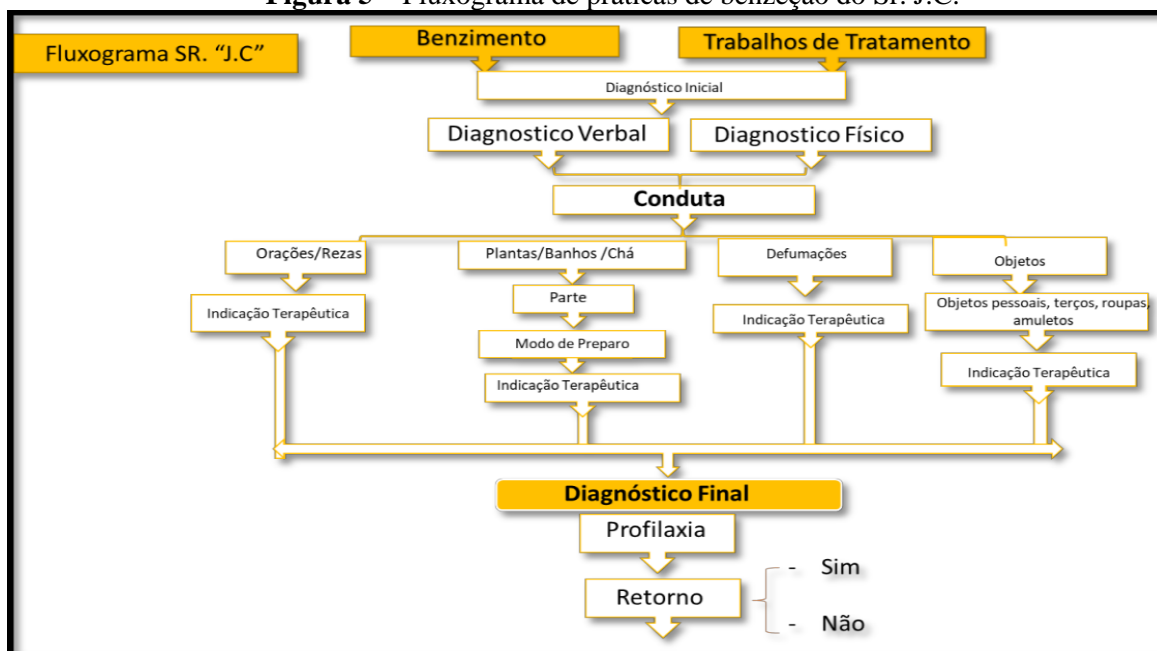 Figura 3 – Fluxograma de práticas de benzeção do Sr. J.C.
Fluxograma SR. “J.C”
Benzimento
Trabalhos de Tratamento
Diagnóstico Inicial
Diagnostico Verbal
Diagnostico Físico
Conduta
Orações/Rezas
Plantas/Banhos /Chá
Defumações
Objetos
Indicação Terapêutica
Parte
Modo de Preparo
Indicação Terapêutica
Indicação Terapêutica
Objetos pessoais, terços, roupas,
amuletos
Indicação Terapêutica
Diagnóstico Final
Profilaxia
Retorno
- Sim
- Não